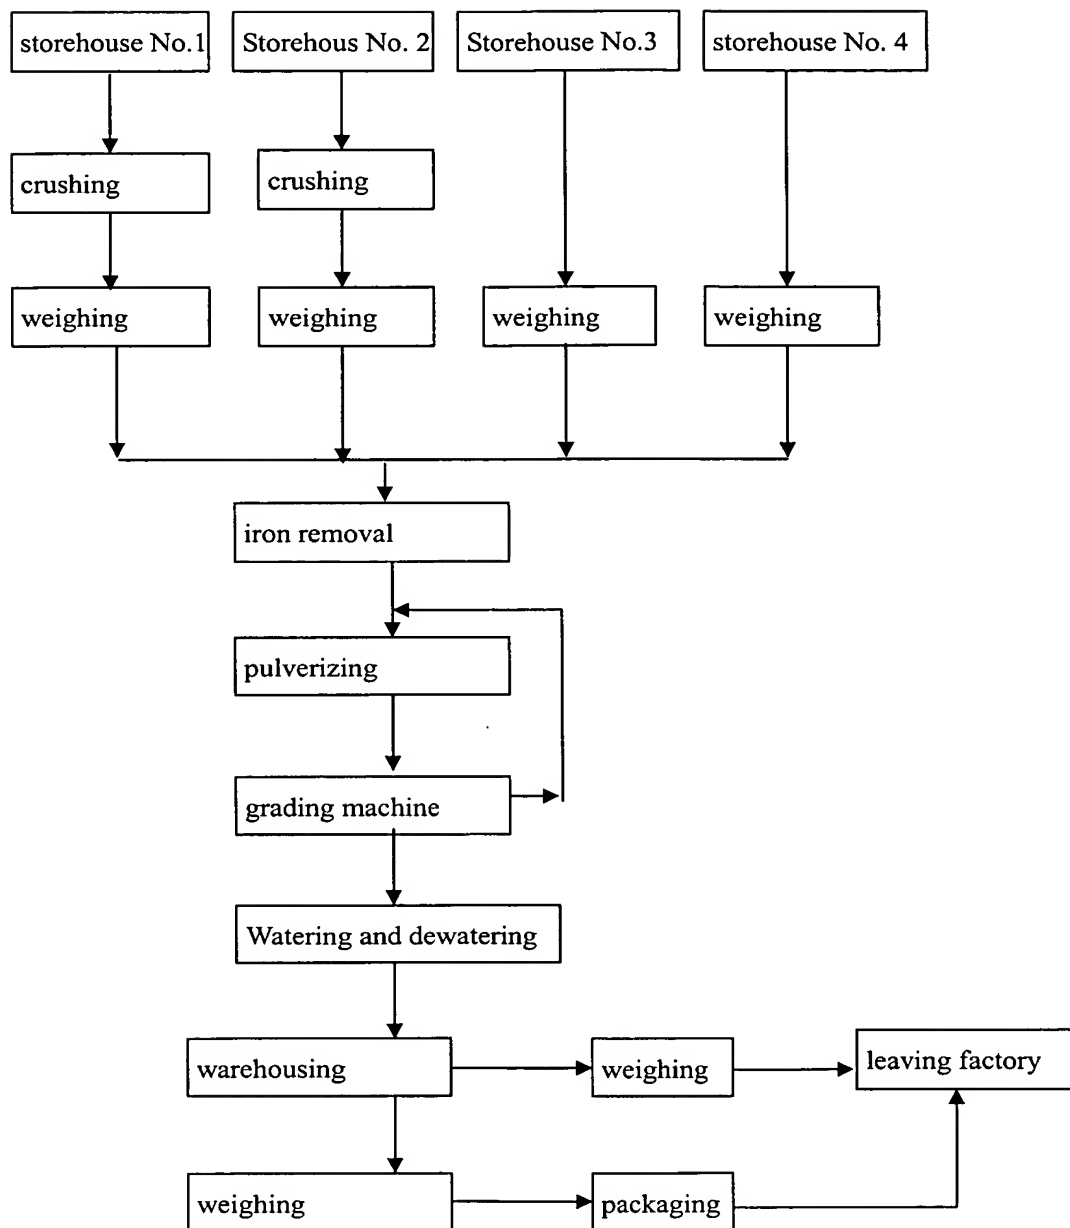 storehouse No.1
Storehous No. 2
Storehouse No.3
storehouse No. 4
crushing
crushing
weighing
weighing
weighing
weighing
iron removal
pulverizing
grading machine
Watering and dewatering
warehousing
weighing
leaving factory
weighing
packaging